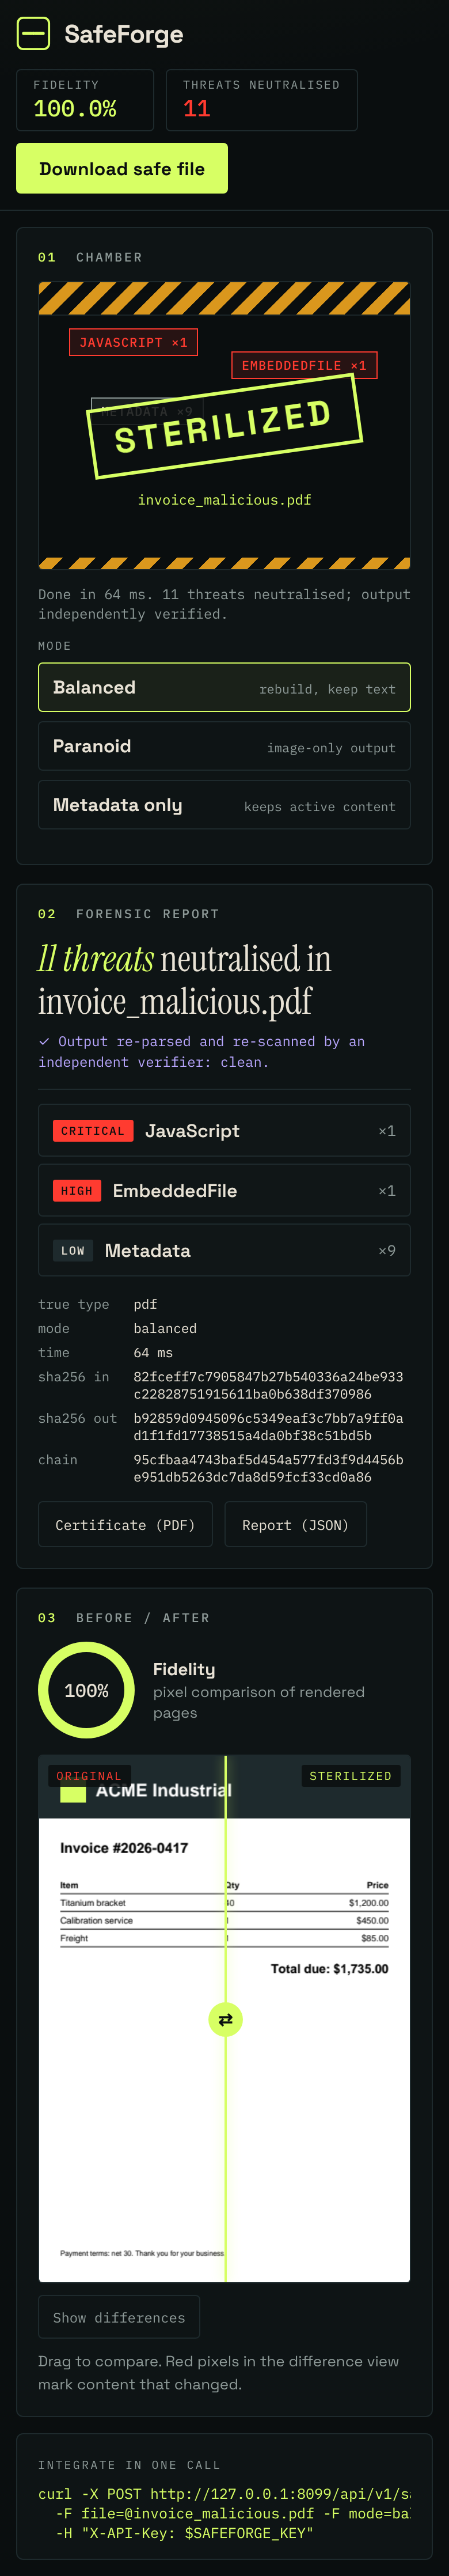 SafeForge
FIDELITY
100.0%
THREATS NEUTRALISED
11
Download safe file
01 CHAMBER
JAVASCRIPT ×1
EMBEDDEDFILE ×1
METADATA ×9
STERILIZED
invoice_malicious.pdf
Done in 64 ms. 11 threats neutralised; output
independently verified.
MODE
Balanced rebuild, keep text
Paranoid image-only output
Metadata only keeps active content
02 FORENSIC REPORT
11 threats neutralised in
invoice_malicious.pdf
✓ Output re-parsed and re-scanned by an
independent verifier: clean.
CRITICAL JavaScript ×1
HIGH EmbeddedFile ×1
LOW Metadata ×9
true type pdf
mode balanced
time 64 ms
sha256 in 82fceff7c7905847b27b540336a24be933
c22828751915611ba0b638df370986
sha256 out b92859d0945096c5349eaf3c7bb7a9ff0a
d1f1fd17738515a4da0bf38c51bd5b
chain 95cfbaa4743baf5d454a577fd3f9d4456b
e951db5263dc7da8d59fcf33cd0a86
Certificate (PDF)
Report (JSON)
03 BEFORE / AFTER
100%
Fidelity
pixel comparison of rendered
pages
ORIGINAL
STERILIZED
ACME Industrial
Invoice #2026-0417
Item Qty Price
Titanium bracket 40 $1,200.00
Calibration service 1 $450.00
Freight 1 $85.00
Total due: $1,735.00
⇄
Payment terms: net 30. Thank you for your business.
Show differences
Drag to compare. Red pixels in the difference view
mark content that changed.
INTEGRATE IN ONE CALL
curl -X POST http://127.0.0.1:8099/api/v1/sa
-F file=@invoice_malicious.pdf -F mode=bal
-H "X-API-Key: $SAFEFORGE_KEY"